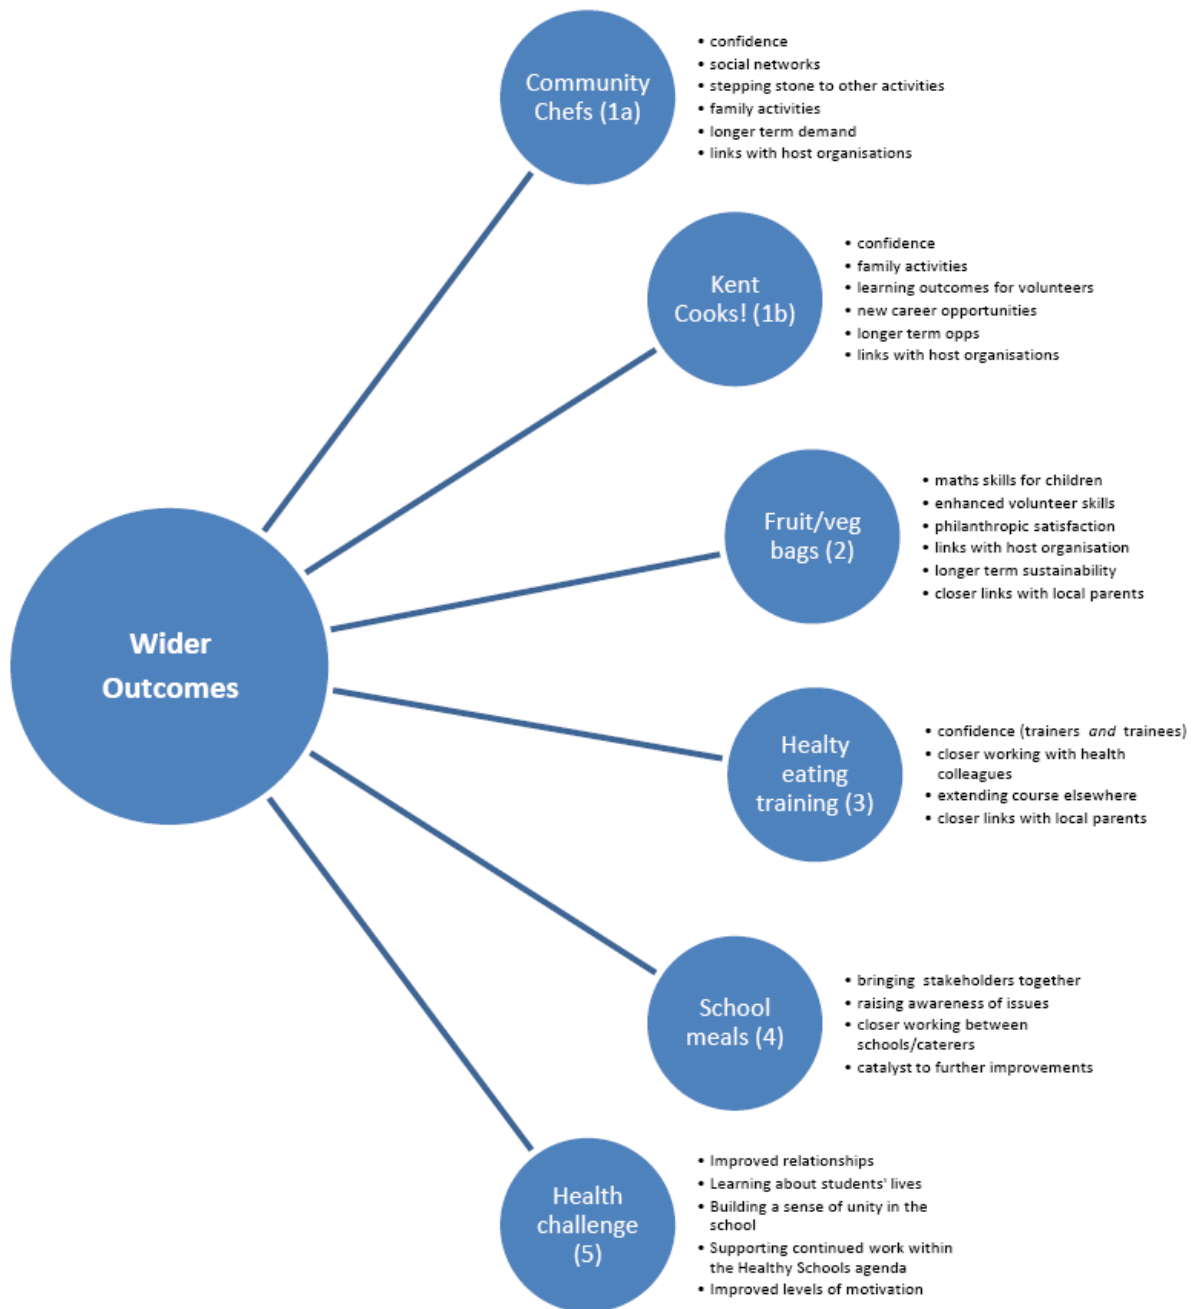 Community
Chefs (1a)
• confidence
• social networks
• stepping stone to other activities
• family activities
• longer term demand
• links with host organisations
Kent
Cooks! (1b)
• confidence
• family activities
• learning outcomes for volunteers
• new career opportunities
• longer term opps
• links with host organisations
Fruit/veg
bags (2)
• maths skills for children
• enhanced volunteer skills
• philanthropic satisfaction
• links with host organisation
• longer term sustainability
• closer links with local parents
Wider
Outcomes
Healty
eating
training (3)
• confidence (trainers and trainees)
• closer working with health
colleagues
• extending course elsewhere
• closer links with local parents
School
meals (4)
• bringing stakeholders together
• raising awareness of issues
• closer working between
schools/caterers
• catalyst to further improvements
Health
challenge
(5)
• Improved relationships
• Learning about students' lives
• Building a sense of unity in the
school
• Supporting continued work within
the Healthy Schools agenda
• Improved levels of motivation